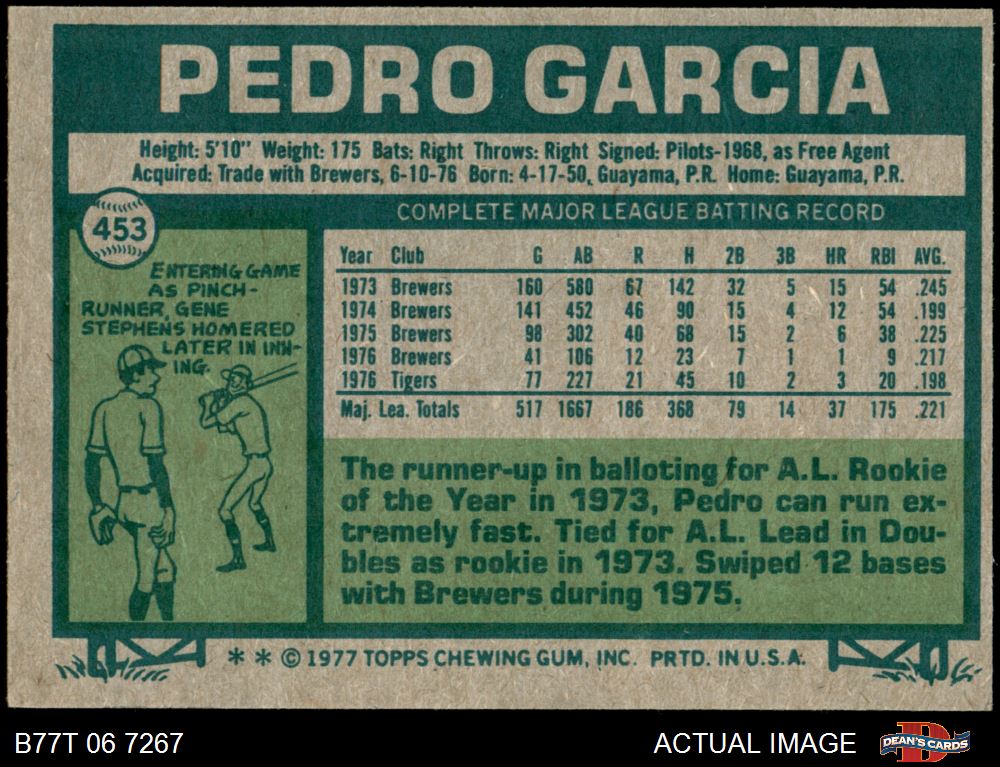 PEDRO GARCIA
Height: 5'10" Weight: 175 Bats: Right Throws: Right Signed: Pilots-1968, as Free Agent
Acquired: Trade with Brewers, 6-10-76 Born: 4-17-50, Guayama, P.R. Home: Guayama, P.R.
453
ENTERING GAME
AS PINCH-
RUNNER, GENE
STEPHENS HOMERED
LATER IN INN-
ING.
COMPLETE MAJOR LEAGUE BATTING RECORD
Year Club G AB R H 2B 3B HR RBI AVG.
1973 Brewers 160 580 67 142 32 5 15 54 .245
1974 Brewers 141 452 46 90 15 4 12 54 .199
1975 Brewers 98 302 40 68 15 2 6 38 .225
1976 Brewers 41 106 12 23 7 1 1 9 .217
1976 Tigers 77 227 21 45 10 2 3 20 .198
Maj. Lea. Totals 517 1667 186 368 79 14 37 175 .221
The runner-up in balloting for A.L. Rookie
of the Year in 1973, Pedro can run ex-
tremely fast. Tied for A.L. Lead in Dou-
bles as rookie in 1973. Swiped 12 bases
with Brewers during 1975.
* * © 1977 TOPPS CHEWING GUM, INC. PRTD. IN U.S.A.
B77T 06 7267
ACTUAL IMAGE
D
DEAN'S CARDS